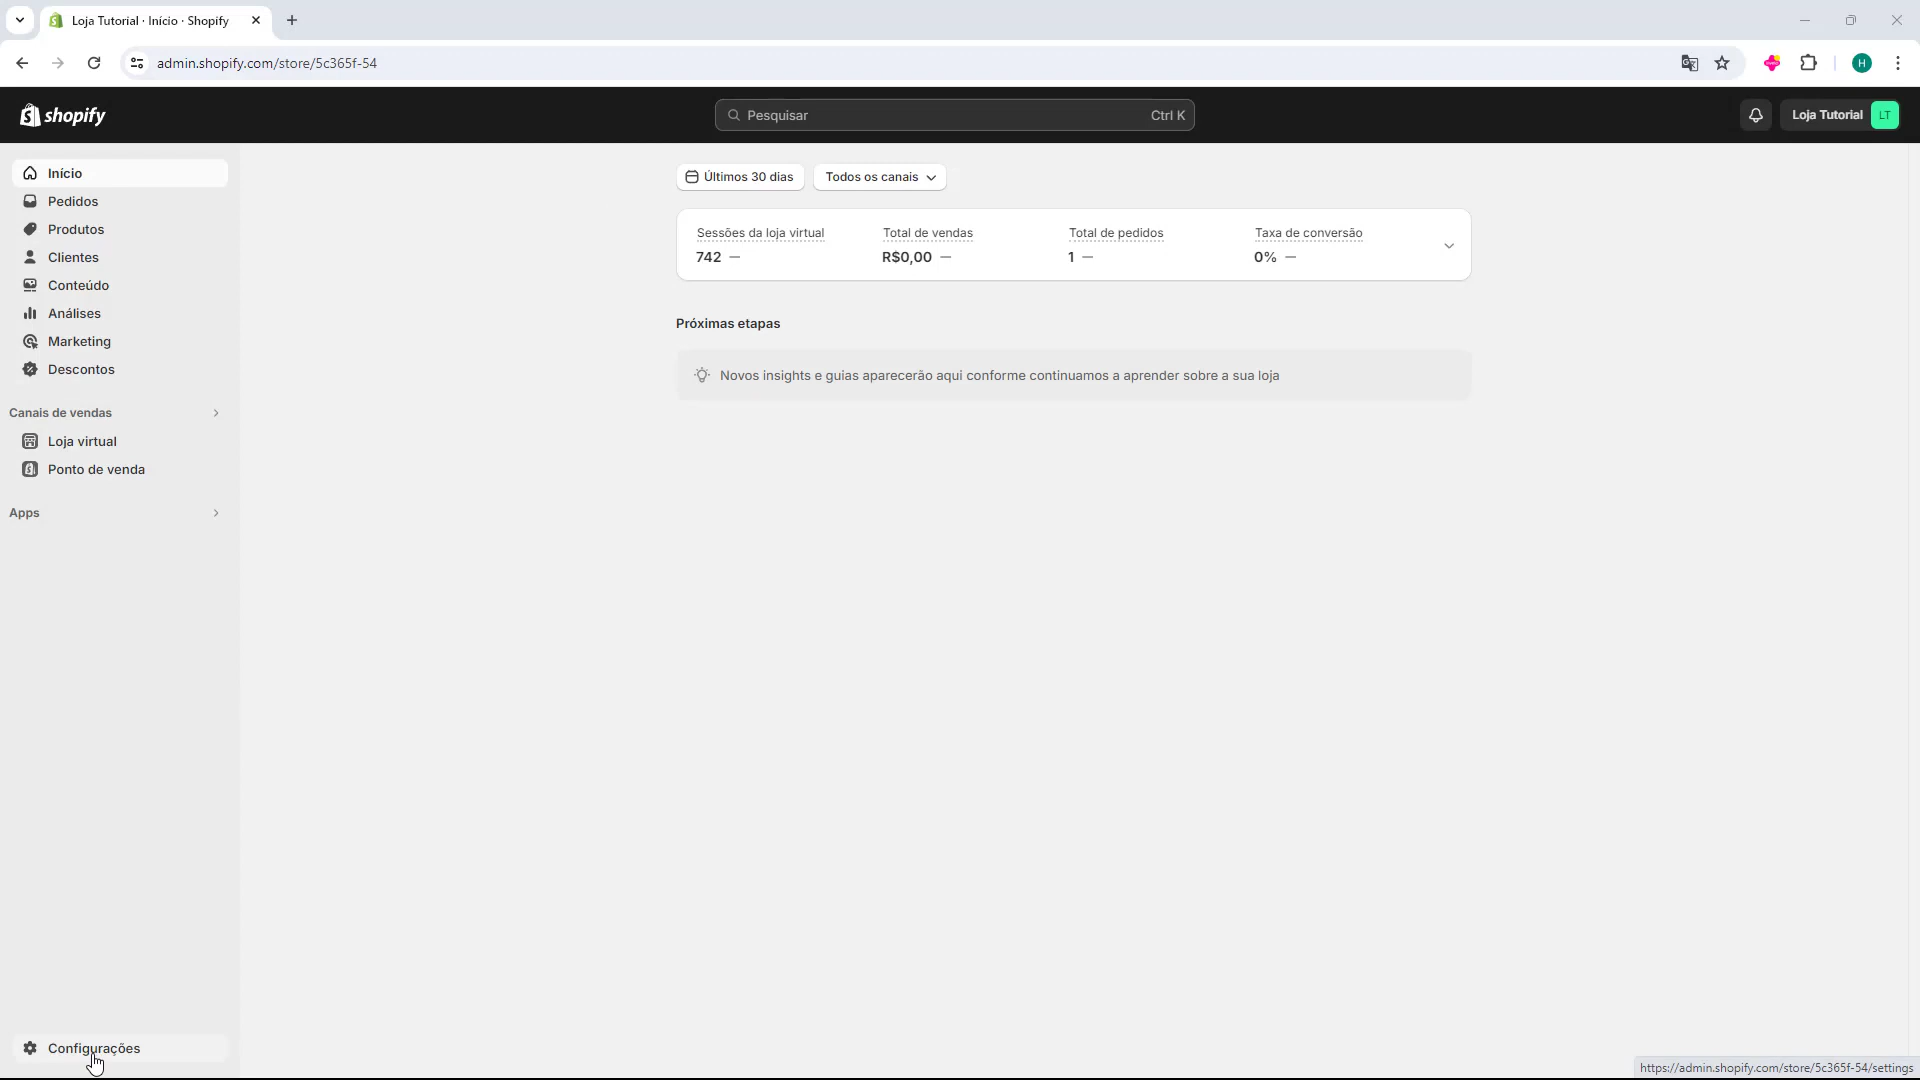 Loja Tutorial · Início · Shopify
admin.shopify.com/store/5c365f-54
H
shopify
Pesquisar
Ctrl K
Loja Tutorial
LT
Início
Pedidos
Produtos
Clientes
Conteúdo
Análises
Marketing
Descontos
Canais de vendas
Loja virtual
Ponto de venda
Apps
Configurações
Últimos 30 dias
Todos os canais
Sessões da loja virtual
742 —
Total de vendas
R$0,00 —
Total de pedidos
1 —
Taxa de conversão
0% —
Próximas etapas
Novos insights e guias aparecerão aqui conforme continuamos a aprender sobre a sua loja
https://admin.shopify.com/store/5c365f-54/settings